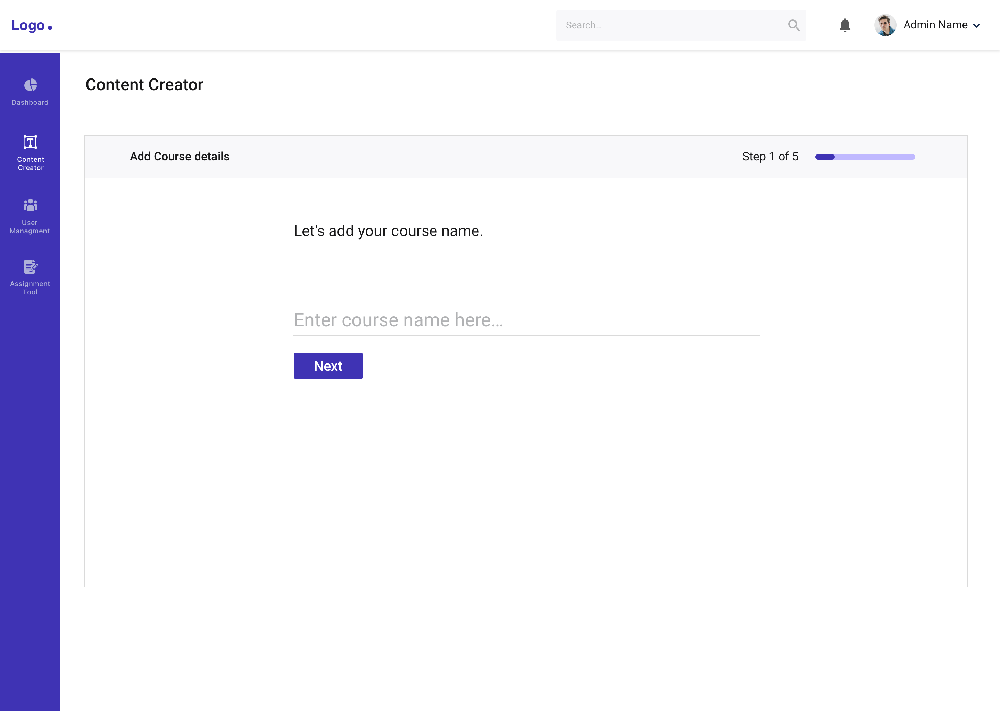 Logo.
Search...
Admin Name
Dashboard
Content
Creator
User
Managment
Assignment
Tool
Content Creator
Add Course details
Step 1 of 5
Let's add your course name.
Enter course name here...
Next